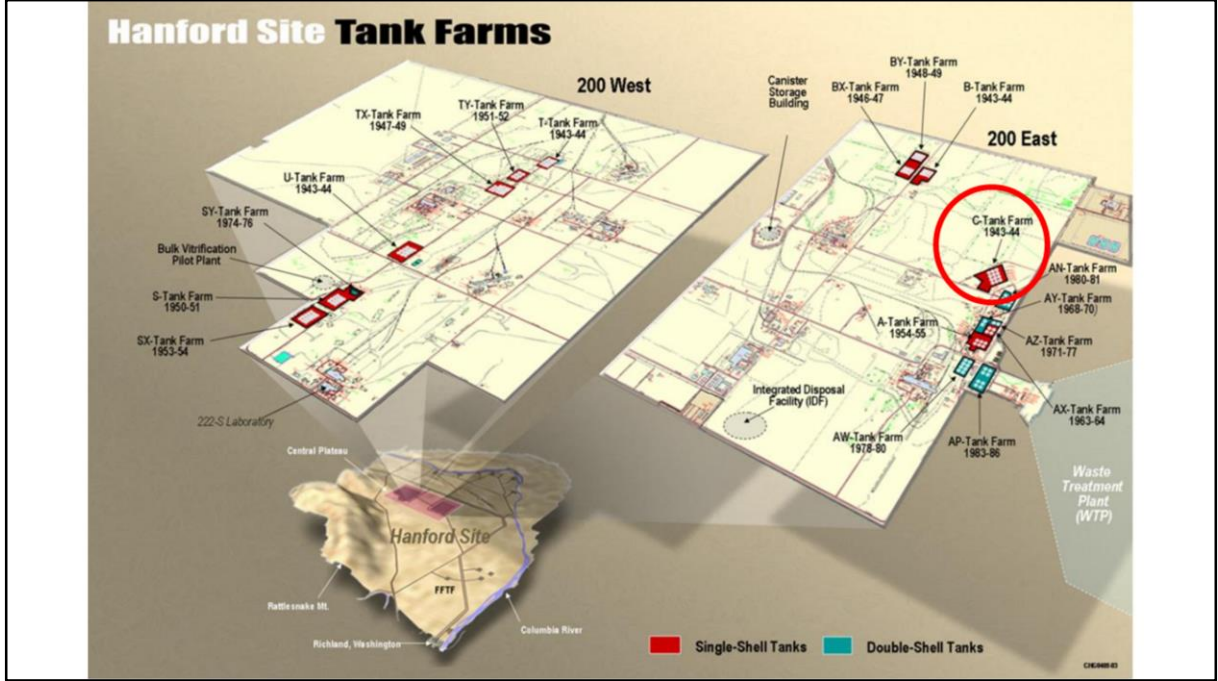 Hanford Site Tank Farms
200 West
TX-Tank Farm
1947-49
TY-Tank Farm
1951-52
T-Tank Farm
1943-44
U-Tank Farm
1943-44
SY-Tank Farm
1974-76
Bulk Vitrification
Pilot Plant
S-Tank Farm
1950-51
SX-Tank Farm
1953-54
222-S Laboratory
Canister
Storage
Building
BY-Tank Farm
1948-49
BX-Tank Farm
1946-47
B-Tank Farm
1943-44
200 East
C-Tank Farm
1943-44
AN-Tank Farm
1980-81
AY-Tank Farm
1968-70)
A-Tank Farm
1954-55
AZ-Tank Farm
1971-77
Integrated Disposal
Facility (IDF)
AX-Tank Farm
1963-64
AW-Tank Farm
1978-80
AP-Tank Farm
1983-86
Waste
Treatment
Plant
(WTP)
Central Plateau
Hanford Site
FFTF
Rattlesnake Mt.
Columbia River
Richland, Washington
Single-Shell Tanks
Double-Shell Tanks